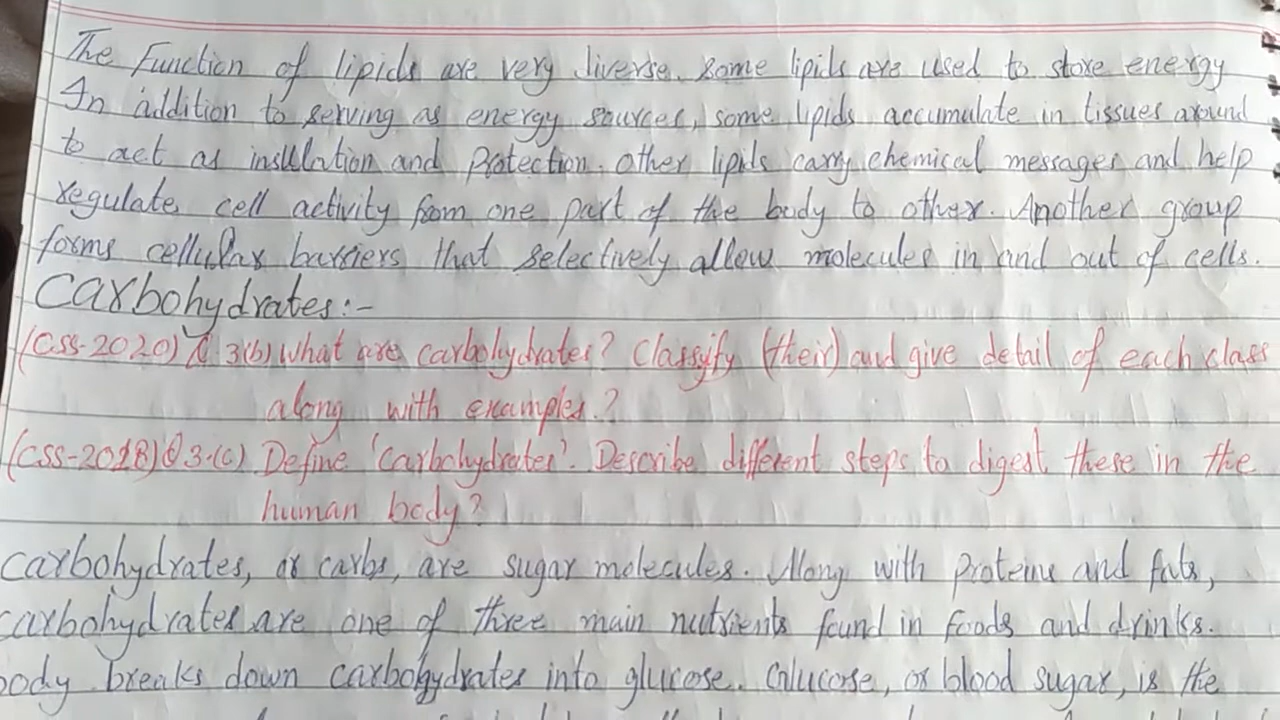 The Function of lipids are very diverse. Some lipids are used to store energy
In addition to serving as energy sources, some lipids accumulate in tissues around
to act as insulation and Protection. Other lipids carry chemical messages and help
regulate cell activity from one part of the body to other. Another group
forms cellular barriers that selectively allow molecules in and out of cells.
Carbohydrates:-
(CSS-2020) Q 3(b) What are carbohydrates? Classify (their) and give detail of each class
along with examples.?
(CSS-2018) Q 3.(c) Define 'Carbohydrates'. Describe different steps to digest these in the
human body?
Carbohydrates, or carbs, are sugar molecules. Along with Proteins and fats,
carbohydrates are one of three main nutrients found in foods and drinks.
body breaks down carbohydrates into glucose. Glucose, or blood sugar, is the